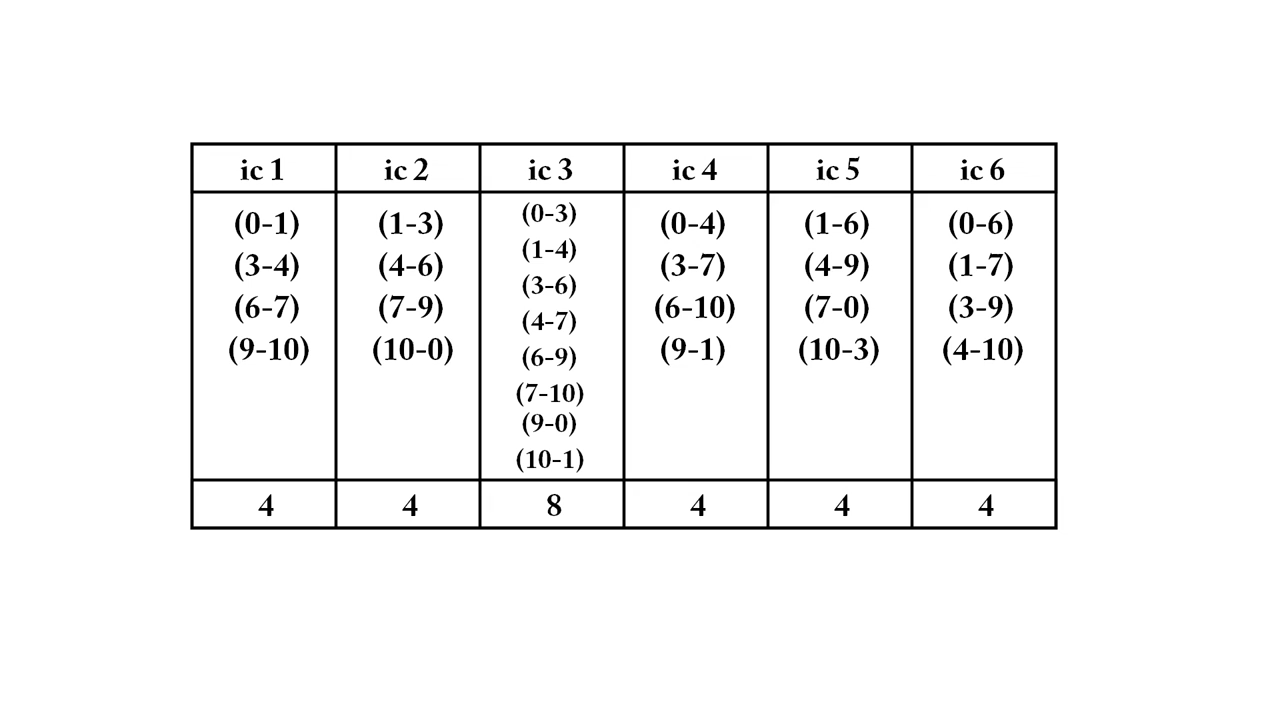 ic 1 ic 2 ic 3 ic 4 ic 5 ic 6
(0-1) (1-3) (0-3) (0-4) (1-6) (0-6)
(3-4) (4-6) (1-4) (3-7) (4-9) (1-7)
(6-7) (7-9) (3-6) (6-10) (7-0) (3-9)
(9-10) (10-0) (4-7) (9-1) (10-3) (4-10)
(6-9)
(7-10)
(9-0)
(10-1)
4 4 8 4 4 4